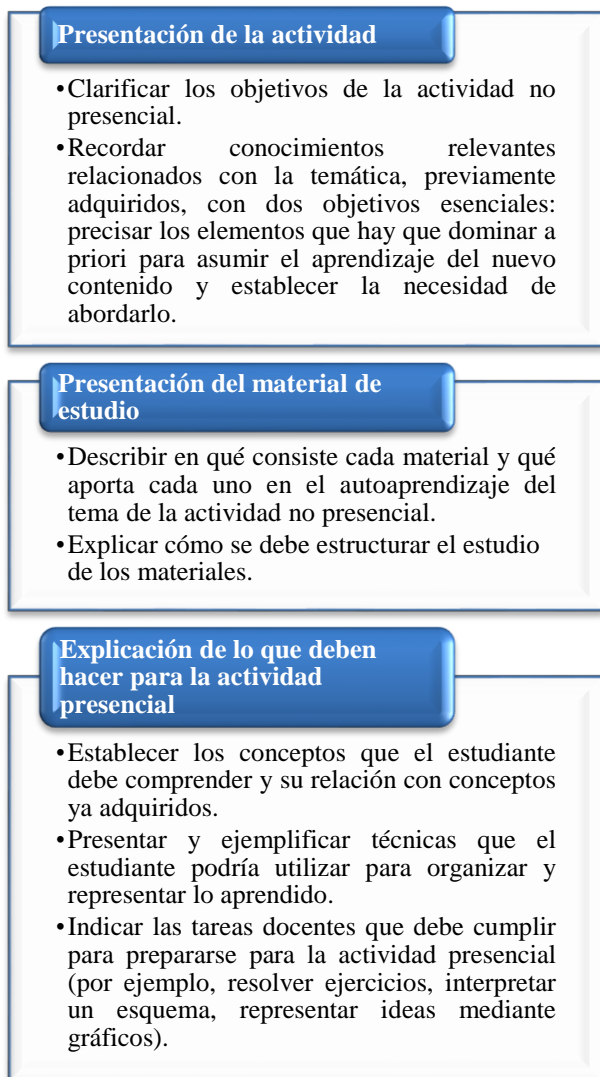 Presentación de la actividad
•Clarificar los objetivos de la actividad no
presencial.
•Recordar conocimientos relevantes
relacionados con la temática, previamente
adquiridos, con dos objetivos esenciales:
precisar los elementos que hay que dominar a
priori para asumir el aprendizaje del nuevo
contenido y establecer la necesidad de
abordarlo.
Presentación del material de
estudio
•Describir en qué consiste cada material y qué
aporta cada uno en el autoaprendizaje del
tema de la actividad no presencial.
•Explicar cómo se debe estructurar el estudio
de los materiales.
Explicación de lo que deben
hacer para la actividad
presencial
•Establecer los conceptos que el estudiante
debe comprender y su relación con conceptos
ya adquiridos.
•Presentar y ejemplificar técnicas que el
estudiante podría utilizar para organizar y
representar lo aprendido.
•Indicar las tareas docentes que debe cumplir
para prepararse para la actividad presencial
(por ejemplo, resolver ejercicios, interpretar
un esquema, representar ideas mediante
gráficos).